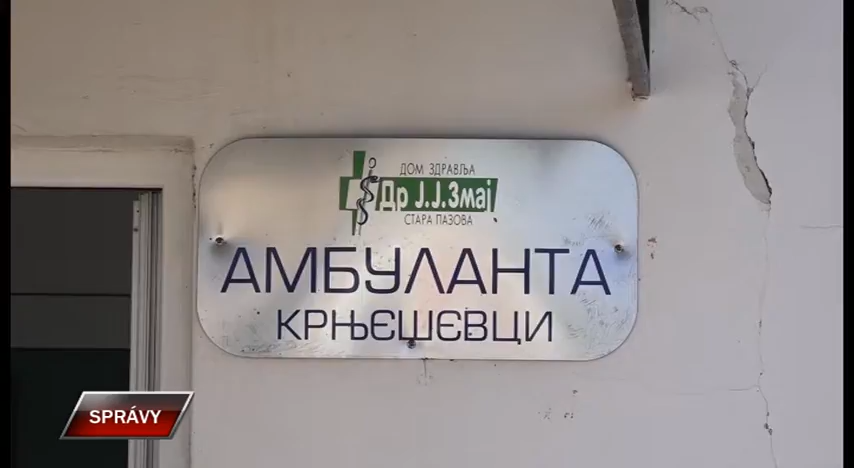 ДОМ ЗДРАВЉА
Др Ј.Ј.Змај
СТАРА ПАЗОВА
АМБУЛАНТА
КРЊЕШЕВЦИ
SPRÁVY